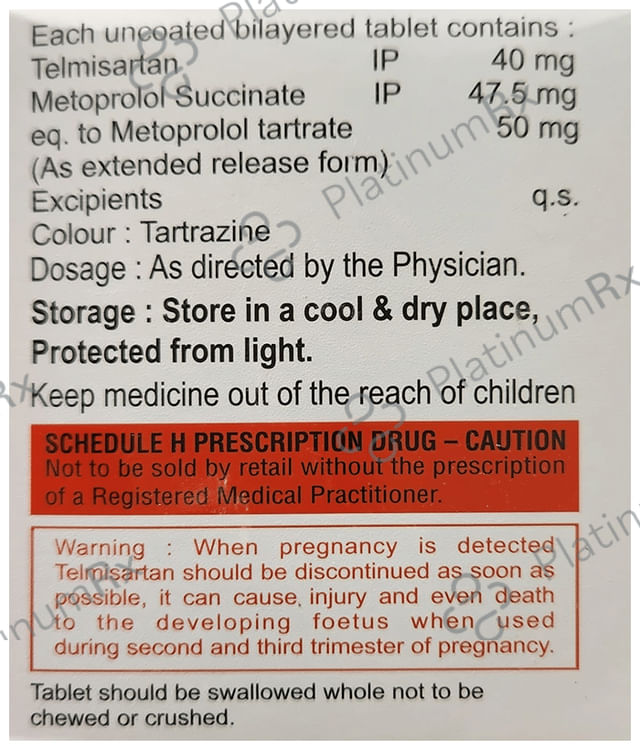 Each uncoated bilayered tablet contains :
Telmisartan IP 40 mg
Metoprolol Succinate IP 47.5 mg
eq. to Metoprolol tartrate 50 mg
(As extended release form)
Excipients q.s.
Colour : Tartrazine
Dosage : As directed by the Physician.
Storage : Store in a cool & dry place,
Protected from light.
Keep medicine out of the reach of children
SCHEDULE H PRESCRIPTION DRUG – CAUTION
Not to be sold by retail without the prescription
of a Registered Medical Practitioner.
Warning : When pregnancy is detected
Telmisartan should be discontinued as soon as
possible, it can cause injury and even death
to the developing foetus when used
during second and third trimester of pregnancy.
Tablet should be swallowed whole not to be
chewed or crushed.
PlatinumRx
PlatinumRx